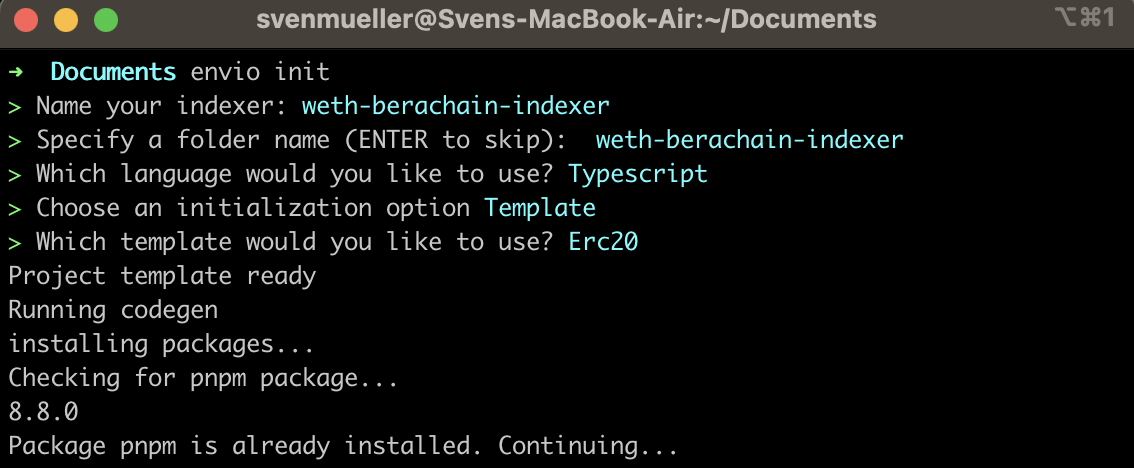 svenmueller@Svens-MacBook-Air:~/Documents ⌥⌘1
➜ Documents envio init
> Name your indexer: weth-berachain-indexer
> Specify a folder name (ENTER to skip):  weth-berachain-indexer
> Which language would you like to use? Typescript
> Choose an initialization option Template
> Which template would you like to use? Erc20
Project template ready
Running codegen
installing packages...
Checking for pnpm package...
8.8.0
Package pnpm is already installed. Continuing...